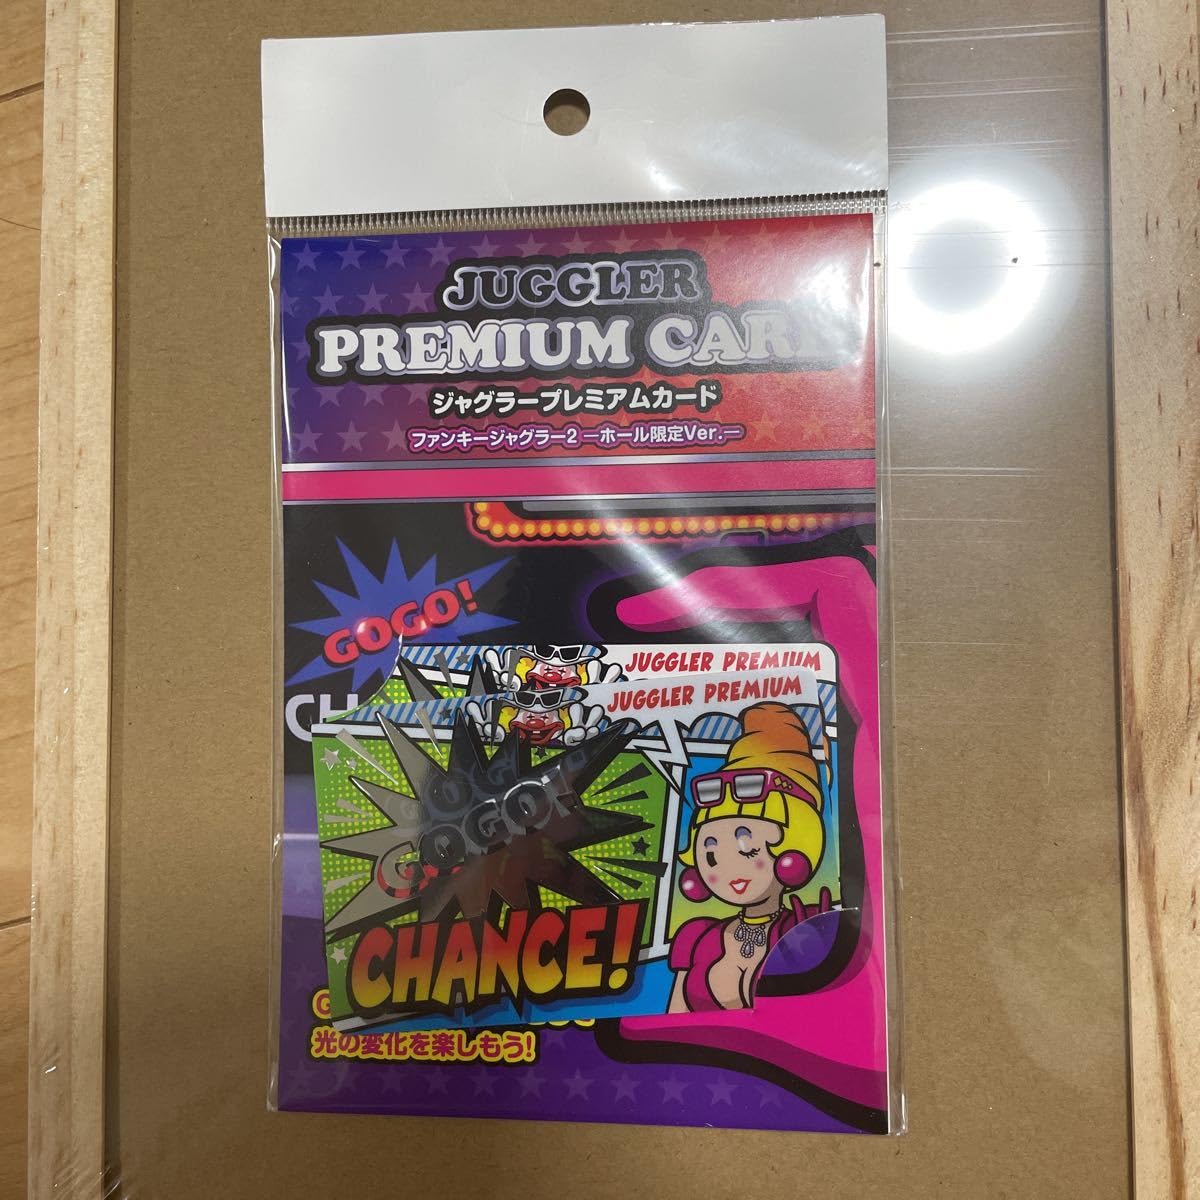 JUGGLER
PREMIUM CARD
ジャグラープレミアムカード
ファンキージャグラー2 ーホール限定Ver.ー
GOGO!
CH
JUGGLER PREMIUM
JUGGLER PREMIUM
GOGO!
CHANCE!
光の変化を楽しもう!